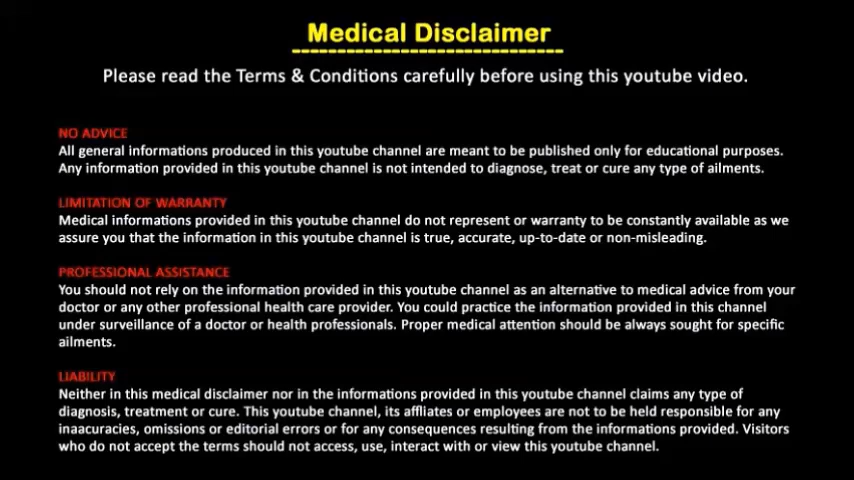 Medical Disclaimer
------------------------------
Please read the Terms & Conditions carefully before using this youtube video.
NO ADVICE
All general informations produced in this youtube channel are meant to be published only for educational purposes.
Any information provided in this youtube channel is not intended to diagnose, treat or cure any type of ailments.
LIMITATION OF WARRANTY
Medical informations provided in this youtube channel do not represent or warranty to be constantly available as we
assure you that the information in this youtube channel is true, accurate, up-to-date or non-misleading.
PROFESSIONAL ASSISTANCE
You should not rely on the information provided in this youtube channel as an alternative to medical advice from your
doctor or any other professional health care provider. You could practice the information provided in this channel
under surveillance of a doctor or health professionals. Proper medical attention should be always sought for specific
ailments.
LIABILITY
Neither in this medical disclaimer nor in the informations provided in this youtube channel claims any type of
diagnosis, treatment or cure. This youtube channel, its affliates or employees are not to be held responsible for any
inaacuracies, omissions or editorial errors or for any consequences resulting from the informations provided. Visitors
who do not accept the terms should not access, use, interact with or view this youtube channel.